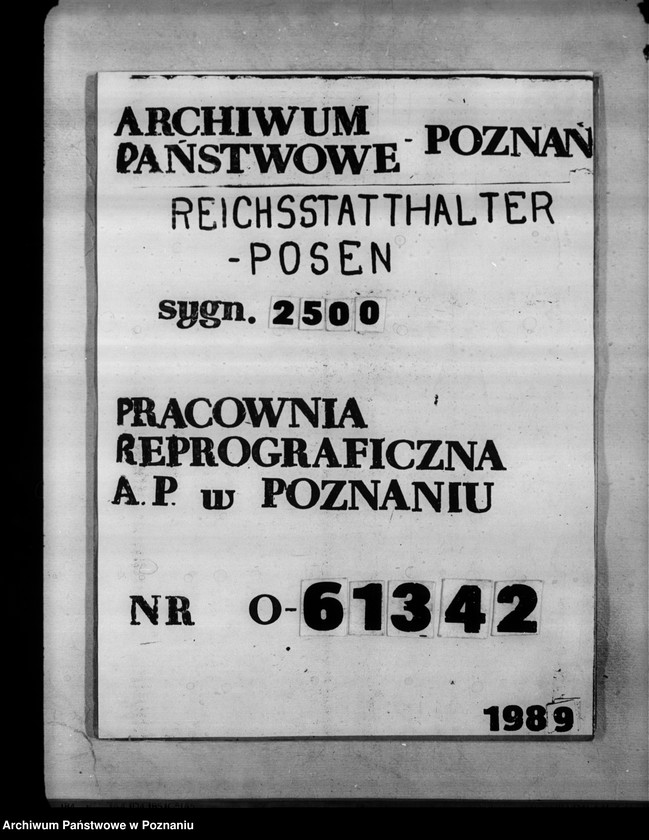 ARCHIWUM
PAŃSTWOWE - POZNAŃ
REICHSSTATTHALTER
-POSEN
sygn. 2500
PRACOWNIA
REPROGRAFICZNA
A.P. w POZNANIU
NR O-61342
1989
Archiwum Państwowe w Poznaniu